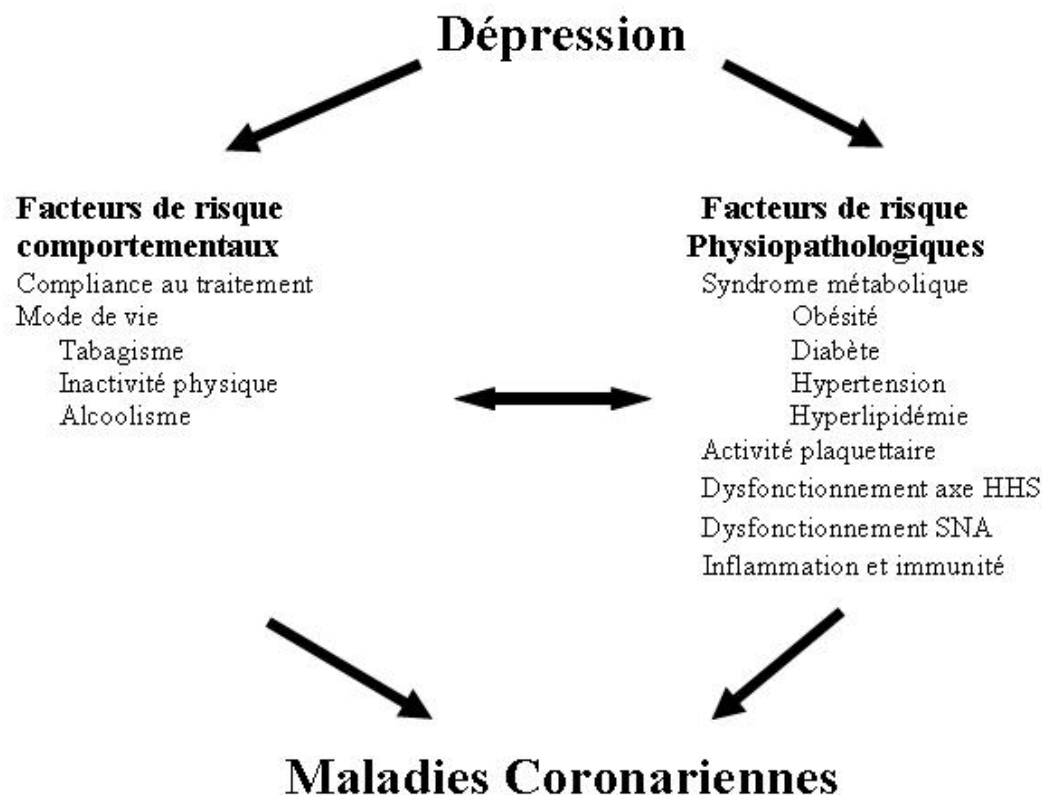 Dépression
Facteurs de risque
comportementaux
Compliance au traitement
Mode de vie
Tabagisme
Inactivité physique
Alcoolisme
Facteurs de risque
Physiopathologiques
Syndrome métabolique
Obésité
Diabète
Hypertension
Hyperlipidémie
Activité plaquettaire
Dysfonctionnement axe HHS
Dysfonctionnement SNA
Inflammation et immunité
Maladies Coronariennes